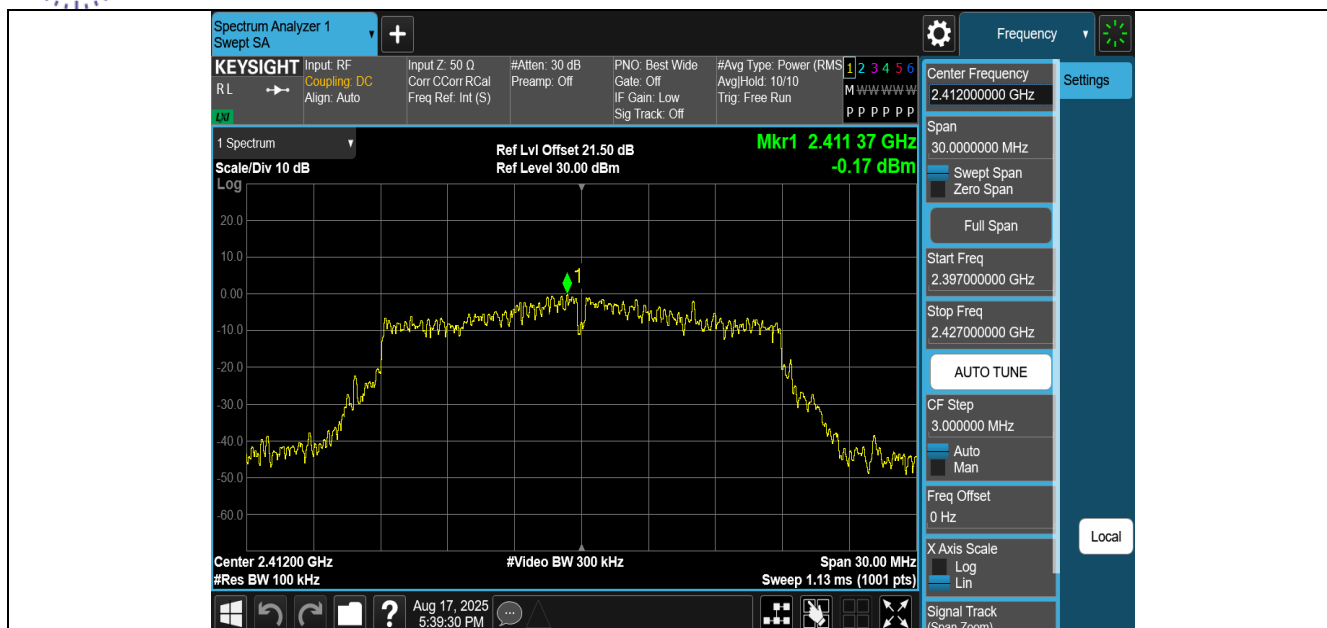 Spectrum Analyzer 1
Swept SA
+
Frequency
KEYSIGHT
R L
LXI
Input: RF
Coupling: DC
Align: Auto
Input Z: 50 Ω
Corr CCorr RCal
Freq Ref: Int (S)
#Atten: 30 dB
Preamp: Off
PNO: Best Wide
Gate: Off
IF Gain: Low
Sig Track: Off
#Avg Type: Power (RMS
Avg|Hold: 10/10
Trig: Free Run
1 2 3 4 5 6
M W W W W W
P P P P P P
1 Spectrum
Scale/Div 10 dB
Ref Lvl Offset 21.50 dB
Ref Level 30.00 dBm
Mkr1 2.411 37 GHz
-0.17 dBm
Log
20.0
10.0
0.00
-10.0
-20.0
-30.0
-40.0
-50.0
-60.0
1
Center 2.41200 GHz
#Video BW 300 kHz
Span 30.00 MHz
#Res BW 100 kHz
Sweep 1.13 ms (1001 pts)
?
Aug 17, 2025
5:39:30 PM
Center Frequency
2.412000000 GHz
Settings
Span
30.0000000 MHz
Swept Span
Zero Span
Full Span
Start Freq
2.397000000 GHz
Stop Freq
2.427000000 GHz
AUTO TUNE
CF Step
3.000000 MHz
Auto
Man
Freq Offset
0 Hz
X Axis Scale
Log
Lin
Local
Signal Track
(Span Zoom)